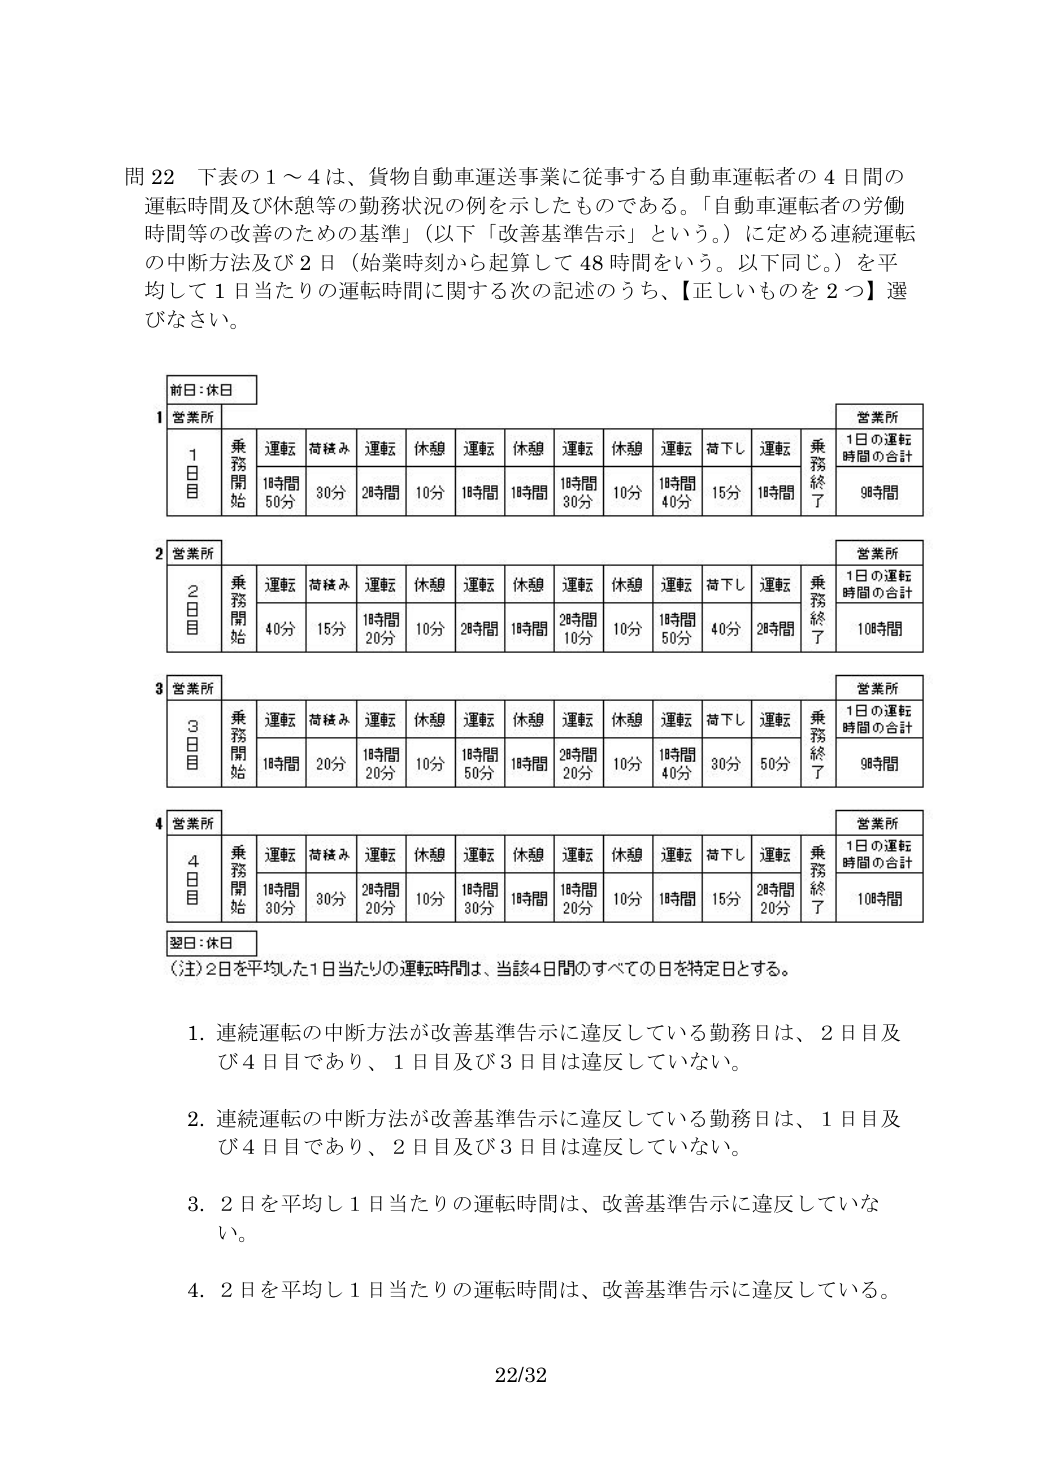 問 22　下表の１～４は、貨物自動車運送事業に従事する自動車運転者の 4 日間の
運転時間及び休憩等の勤務状況の例を示したものである。「自動車運転者の労働
時間等の改善のための基準」（以下「改善基準告示」という。）に定める連続運転
の中断方法及び 2 日（始業時刻から起算して 48 時間をいう。以下同じ。）を平
均して 1 日当たりの運転時間に関する次の記述のうち、【正しいものを 2 つ】選
びなさい。
前日：休日
1 営業所 営業所
1日目 乗務開始 運転 荷積み 運転 休憩 運転 休憩 運転 休憩 運転 荷下し 運転 乗務終了 1日の運転時間の合計
1時間50分 30分 2時間 10分 1時間 1時間 1時間30分 10分 1時間40分 15分 1時間 9時間
2 営業所 営業所
2日目 乗務開始 運転 荷積み 運転 休憩 運転 休憩 運転 休憩 運転 荷下し 運転 乗務終了 1日の運転時間の合計
40分 15分 1時間20分 10分 2時間 1時間 2時間10分 10分 1時間50分 40分 2時間 10時間
3 営業所 営業所
3日目 乗務開始 運転 荷積み 運転 休憩 運転 休憩 運転 休憩 運転 荷下し 運転 乗務終了 1日の運転時間の合計
1時間 20分 1時間20分 10分 1時間50分 1時間 2時間20分 10分 1時間40分 30分 50分 9時間
4 営業所 営業所
4日目 乗務開始 運転 荷積み 運転 休憩 運転 休憩 運転 休憩 運転 荷下し 運転 乗務終了 1日の運転時間の合計
1時間30分 30分 2時間20分 10分 1時間30分 1時間 1時間20分 10分 1時間 15分 2時間20分 10時間
翌日：休日
（注）2日を平均した1日当たりの運転時間は、当該4日間のすべての日を特定日とする。
1. 連続運転の中断方法が改善基準告示に違反している勤務日は、２日目及
び４日目であり、１日目及び３日目は違反していない。
2. 連続運転の中断方法が改善基準告示に違反している勤務日は、１日目及
び４日目であり、２日目及び３日目は違反していない。
3. ２日を平均し１日当たりの運転時間は、改善基準告示に違反していな
い。
4. ２日を平均し１日当たりの運転時間は、改善基準告示に違反している。
22/32